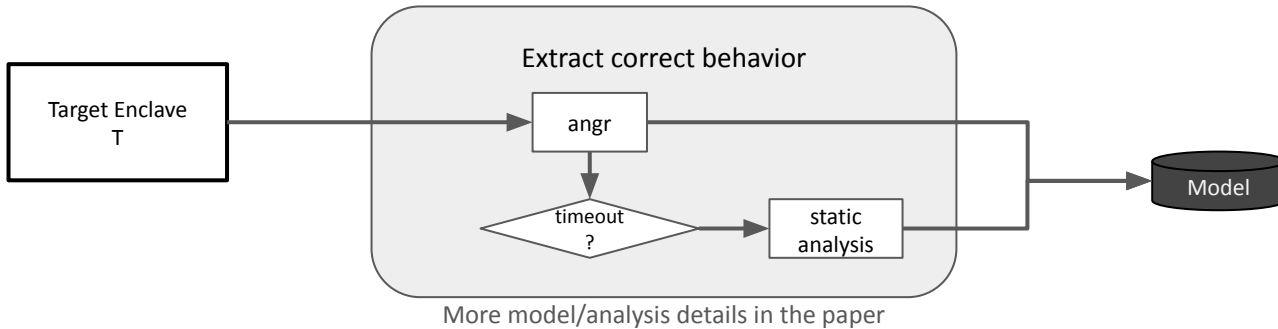 Extract correct behavior
Target Enclave
T
angr
timeout
?
static
analysis
Model
More model/analysis details in the paper